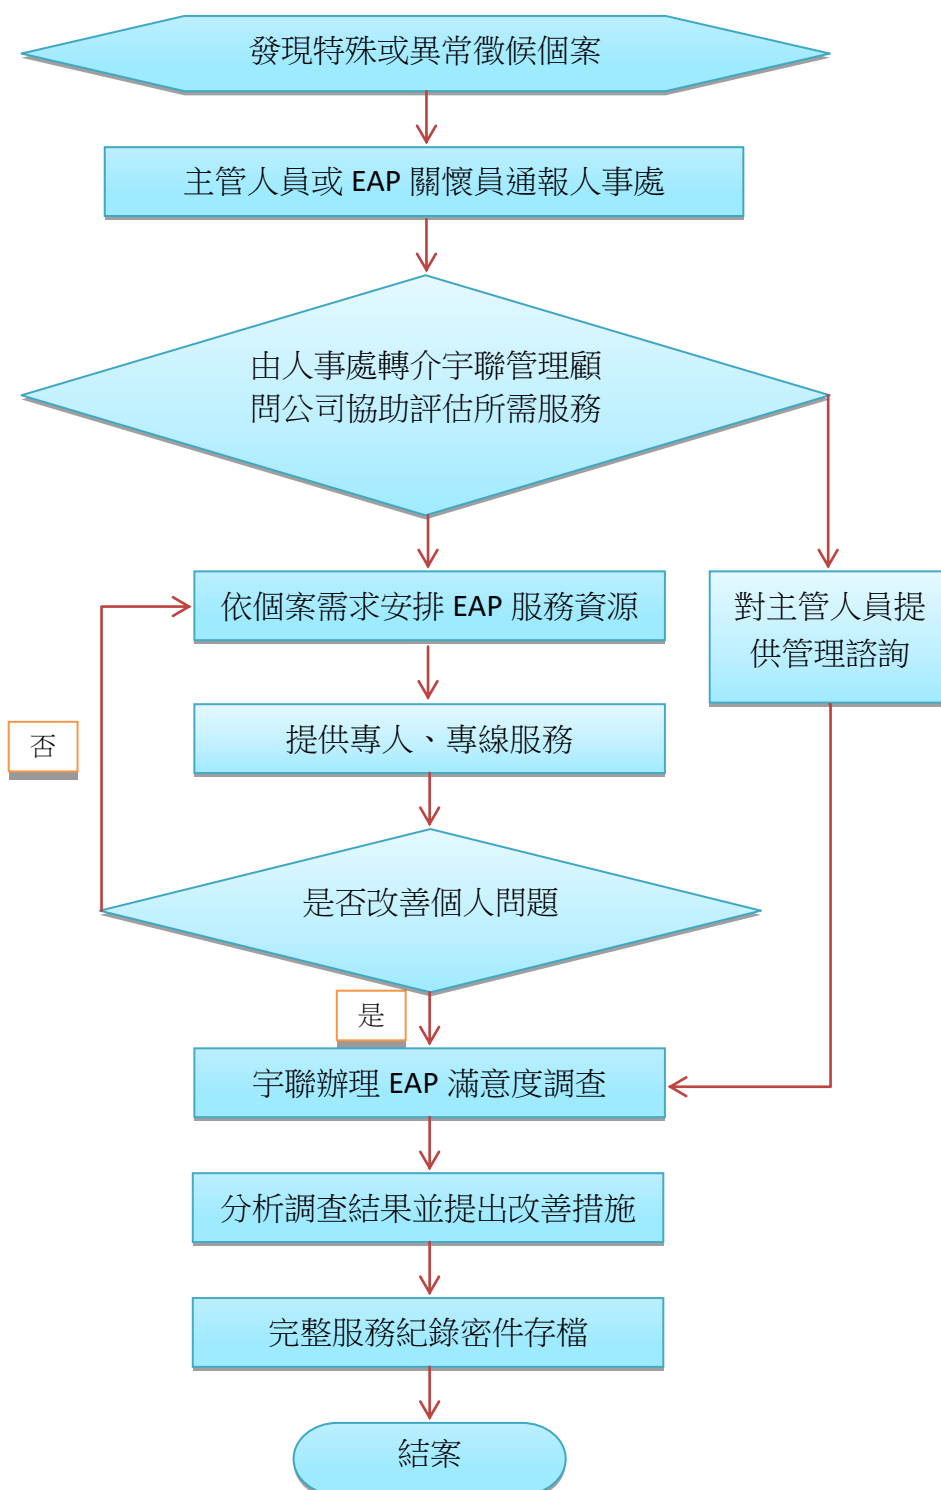 發現特殊或異常徵候個案
主管人員或 EAP 關懷員通報人事處
由人事處轉介宇聯管理顧
問公司協助評估所需服務
依個案需求安排 EAP 服務資源
對主管人員提
供管理諮詢
提供專人、專線服務
否
是否改善個人問題
是
宇聯辦理 EAP 滿意度調查
分析調查結果並提出改善措施
完整服務紀錄密件存檔
結案